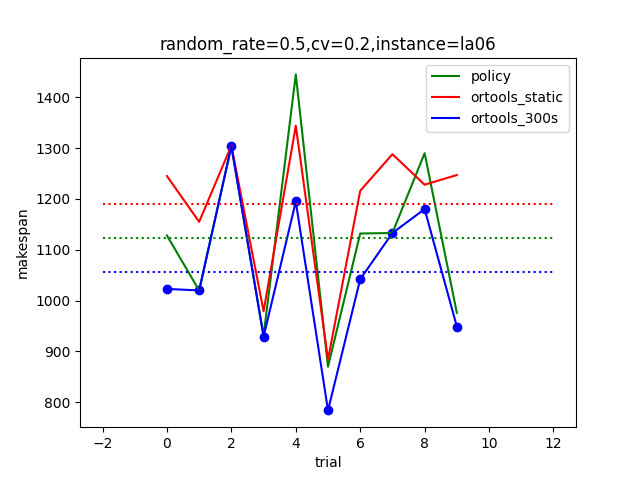 random_rate=0.5,cv=0.2,instance=la06
policy
ortools_static
ortools_300s
makespan
1400
1300
1200
1100
1000
900
800
−2
0
2
4
6
8
10
12
trial